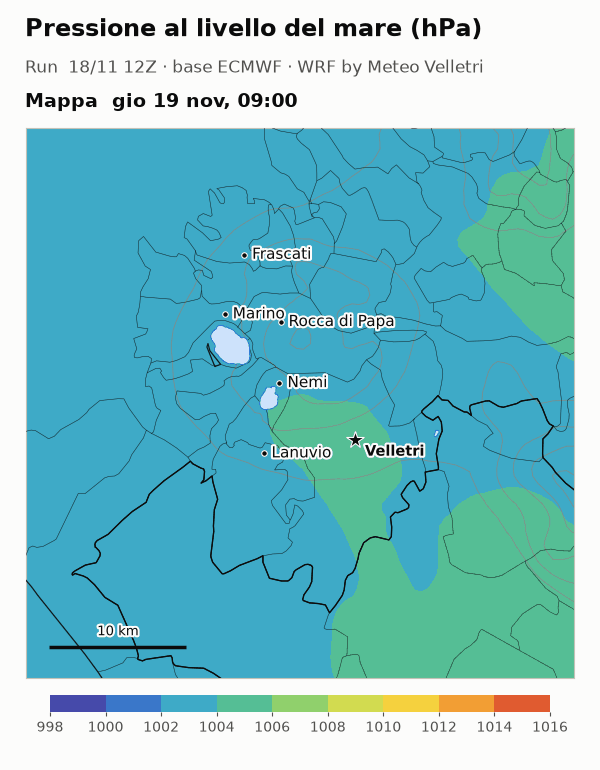 Pressione al livello del mare (hPa)
Run  18/11 12Z · base ECMWF · WRF by Meteo Velletri
Mappa  gio 19 nov, 09:00
Frascati
Marino
Rocca di Papa
Nemi
Velletri
Lanuvio
10 km
998 1000 1002 1004 1006 1008 1010 1012 1014 1016